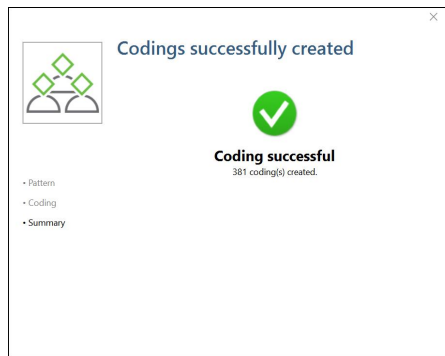 Codings successfully created
Coding successful
381 coding(s) created.
• Pattern
• Coding
• Summary